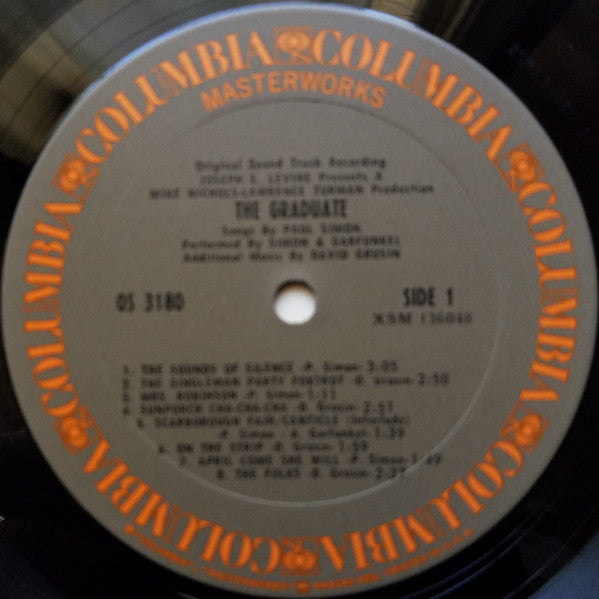 COLUMBIA COLUMBIA COLUMBIA COLUMBIA COLUMBIA COLUMBIA
MASTERWORKS
Original Sound Track Recording
JOSEPH E. LEVINE Presents A
MIKE NICHOLS-LAWRENCE TURMAN Production
THE GRADUATE
Songs By PAUL SIMON
Performed By SIMON & GARFUNKEL
Additional Music By DAVID GRUSIN
OS 3180
SIDE 1
XSM 136048
1. THE SOUNDS OF SILENCE -P. Simon- 3:05
2. THE SINGLEMAN PARTY FOXTROT -D. Grusin- 2:50
3. MRS. ROBINSON -P. Simon- 1:11
4. SUNPORCH CHA-CHA-CHA -D. Grusin- 2:51
5. SCARBOROUGH FAIR/CANTICLE (Interlude)
-P. Simon - A. Garfunkel- 1:39
6. ON THE STRIP -D. Grusin- 1:59
7. APRIL COME SHE WILL -P. Simon- 1:49
8. THE FOLKS -D. Grusin- 2:27